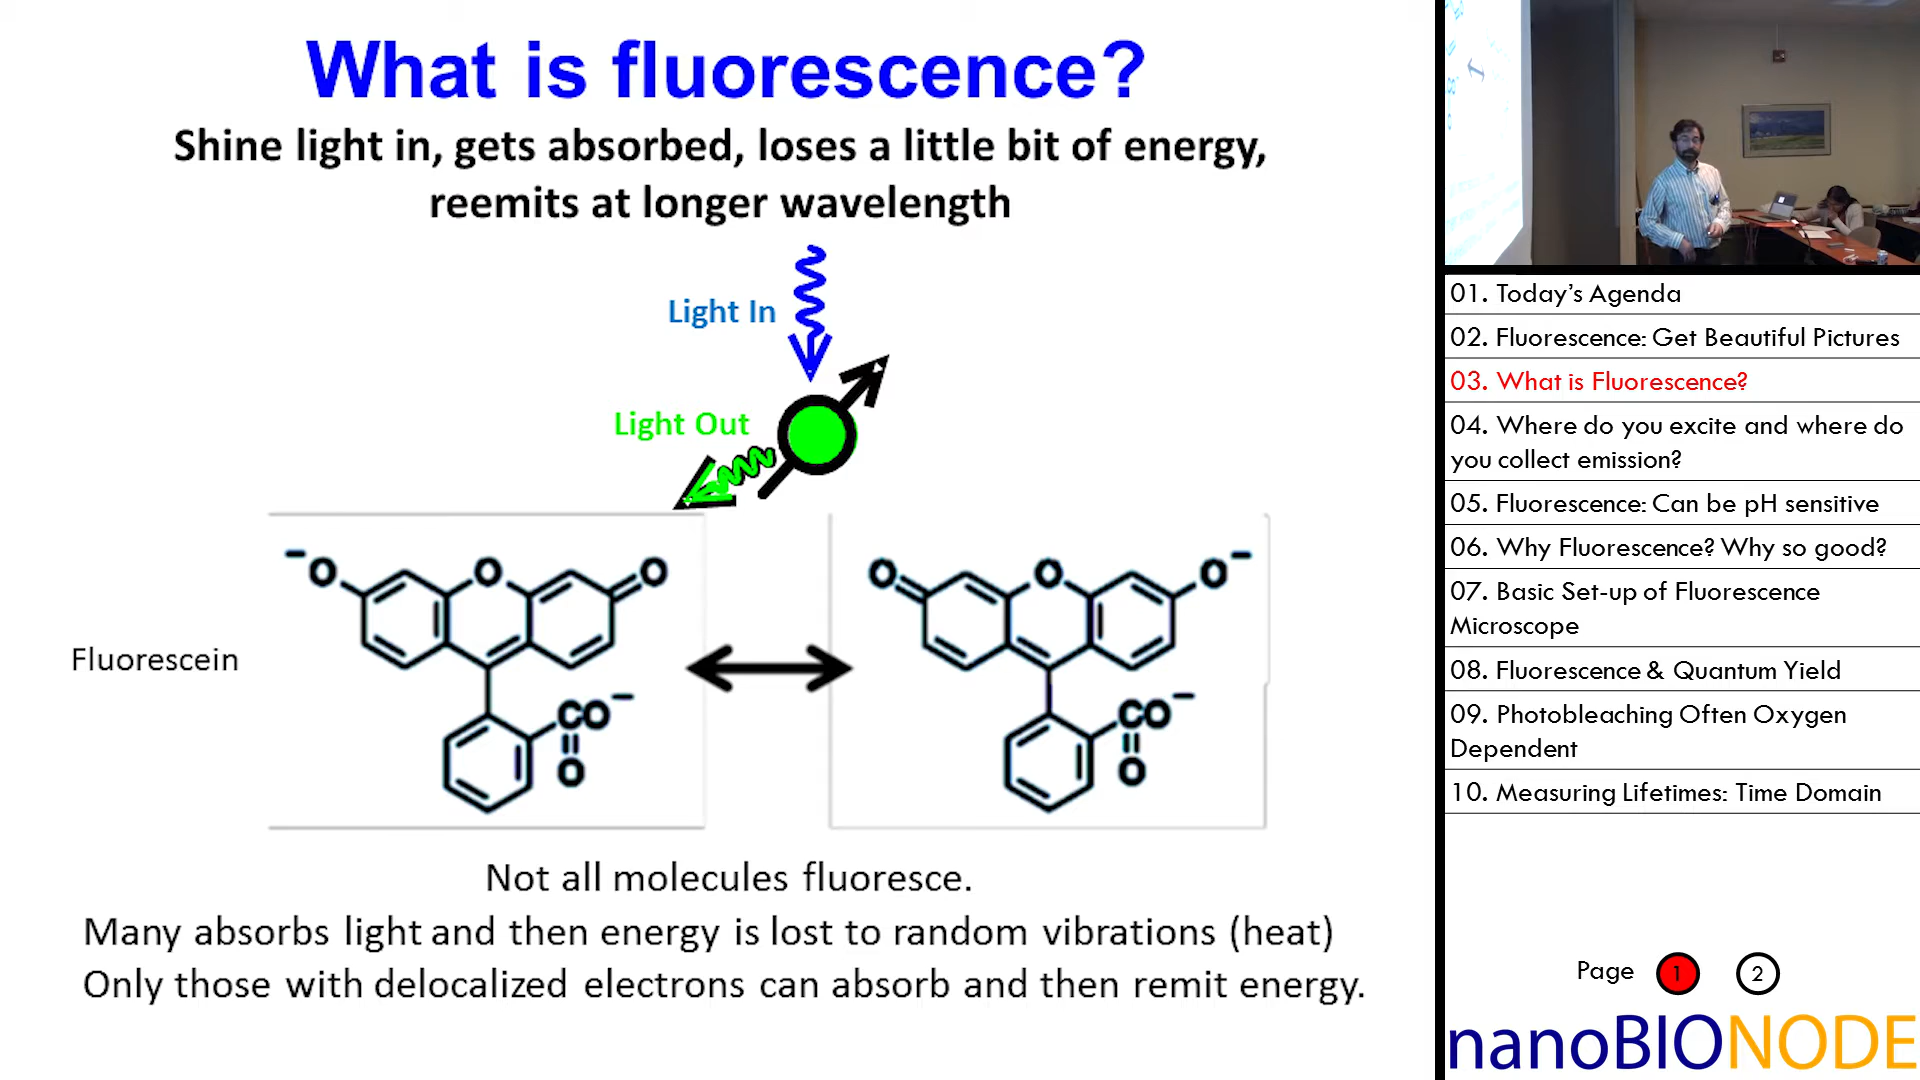 What is fluorescence?
Shine light in, gets absorbed, loses a little bit of energy,
reemits at longer wavelength
Light In
Light Out
Fluorescein
−O O O
CO−
O
O O O−
CO−
O
Not all molecules fluoresce.
Many absorbs light and then energy is lost to random vibrations (heat)
Only those with delocalized electrons can absorb and then remit energy.
01. Today’s Agenda
02. Fluorescence: Get Beautiful Pictures
03. What is Fluorescence?
04. Where do you excite and where do
you collect emission?
05. Fluorescence: Can be pH sensitive
06. Why Fluorescence? Why so good?
07. Basic Set-up of Fluorescence
Microscope
08. Fluorescence & Quantum Yield
09. Photobleaching Often Oxygen
Dependent
10. Measuring Lifetimes: Time Domain
Page 1 2
nanoBIONODE